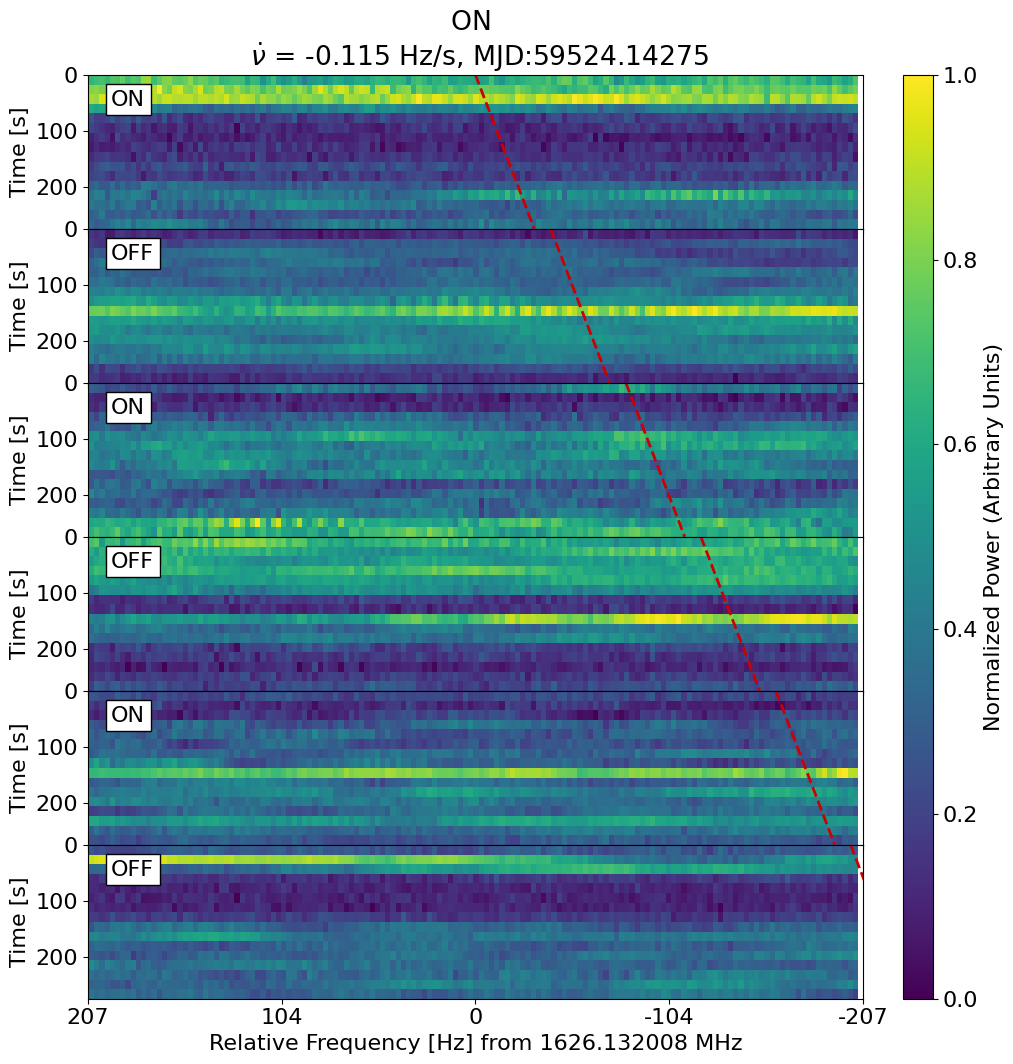 ON
ν̇ = -0.115 Hz/s, MJD:59524.14275
0
ON
100
Time [s]
200
0
OFF
100
Time [s]
200
0
ON
100
Time [s]
200
0
OFF
100
Time [s]
200
0
ON
100
Time [s]
200
0
OFF
100
Time [s]
200
207 104 0 -104 -207
Relative Frequency [Hz] from 1626.132008 MHz
1.0
0.8
0.6
0.4
0.2
0.0
Normalized Power (Arbitrary Units)